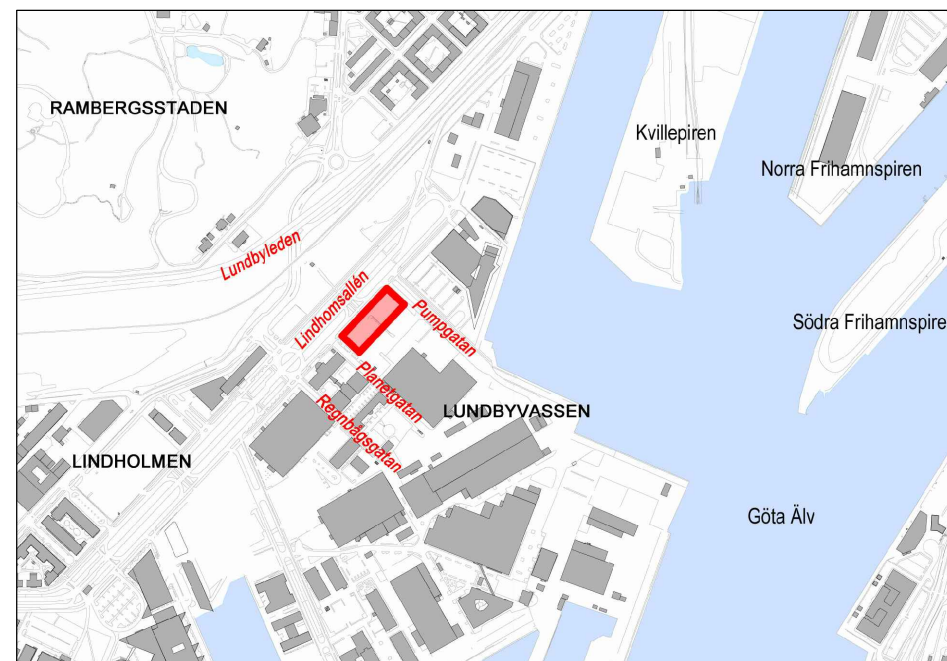 RAMBERGSSTADEN
Kvillepiren
Norra Frihamnspiren
Lundbyleden
Lindhomsallén
Pumpgatan
Södra Frihamnspire
Planetgatan
LUNDBYVASSEN
Regnbågsgatan
LINDHOLMEN
Göta Älv